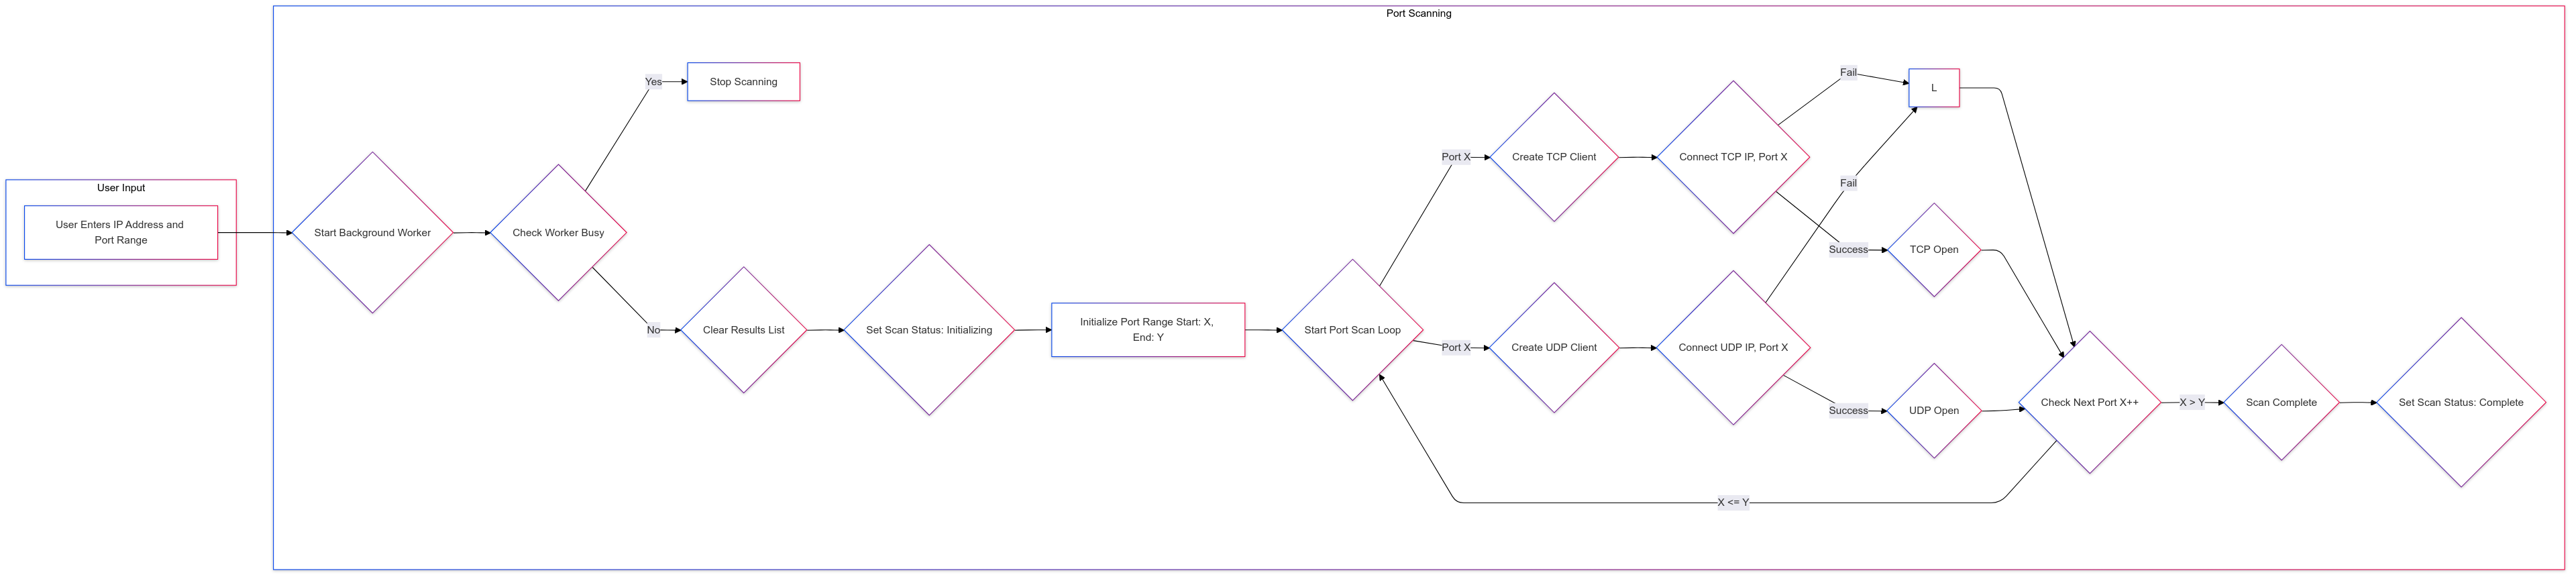 Port Scanning
User Input
User Enters IP Address and
Port Range
Start Background Worker
Check Worker Busy
Yes
Stop Scanning
No
Clear Results List
Set Scan Status: Initializing
Initialize Port Range Start: X,
End: Y
Start Port Scan Loop
Port X
Create TCP Client
Connect TCP IP, Port X
Fail
L
Success
TCP Open
Port X
Create UDP Client
Connect UDP IP, Port X
Fail
Success
UDP Open
Check Next Port X++
X <= Y
X > Y
Scan Complete
Set Scan Status: Complete